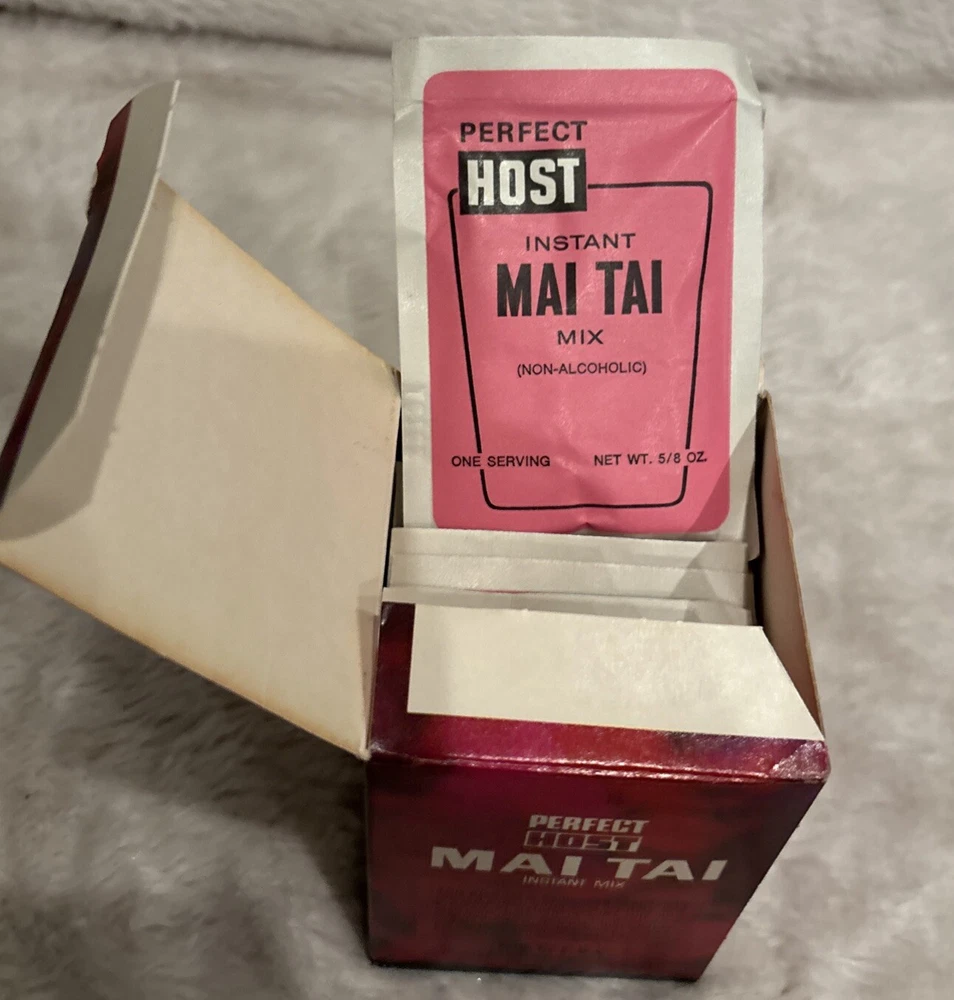 PERFECT
HOST
INSTANT
MAI TAI
MIX
(NON-ALCOHOLIC)
ONE SERVING NET WT. 5/8 OZ.
PERFECT
HOST
MAI TAI
INSTANT MIX